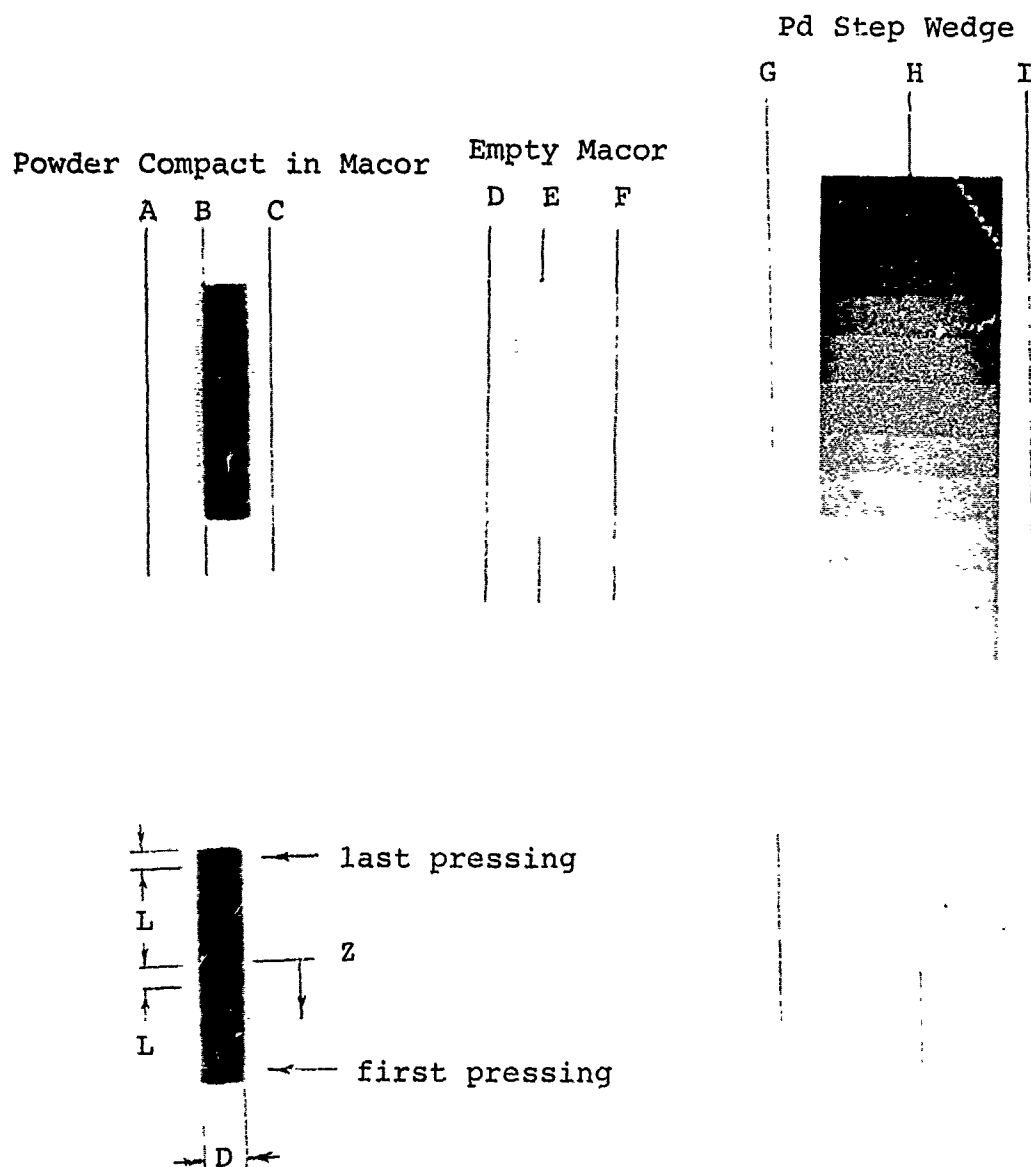 Pd Step Wedge
G H I
Powder Compact in Macor Empty Macor
A B C D E F
last pressing
L
Z
L
first pressing
D